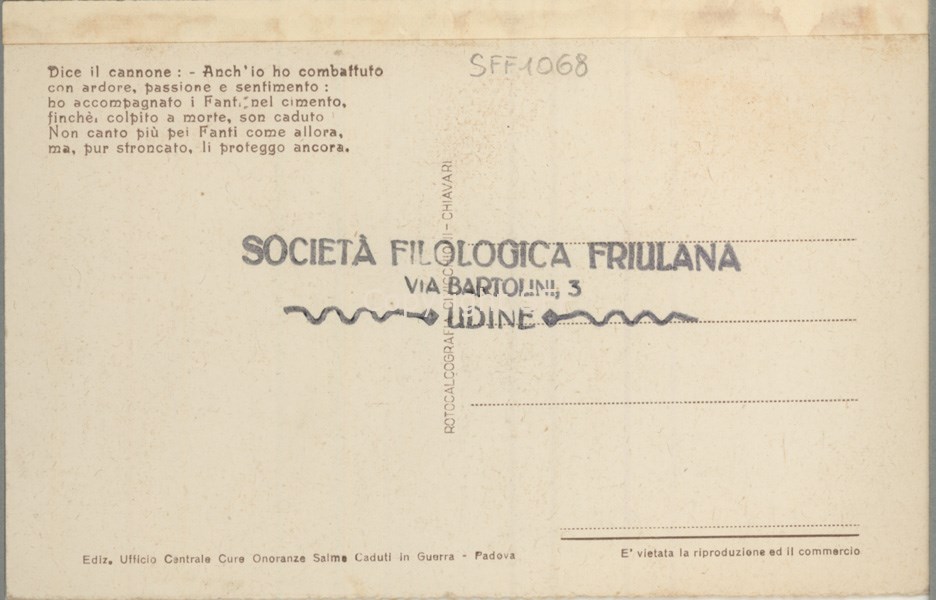 SFF1068
Dice il cannone : - Anch'io ho combattuto
con ardore, passione e sentimento :
ho accompagnato i Fanti nel cimento,
finchè, colpito a morte, son caduto
Non canto più pei Fanti come allora,
ma, pur stroncato, li proteggo ancora.
ROTOCALCOGRAFIA - CHIAVARI
SOCIETÀ FILOLOGICA FRIULANA
VIA BARTOLINI, 3
UDINE
Ediz. Ufficio Centrale Cure Onoranze Salme Caduti in Guerra - Padova
E' vietata la riproduzione ed il commercio